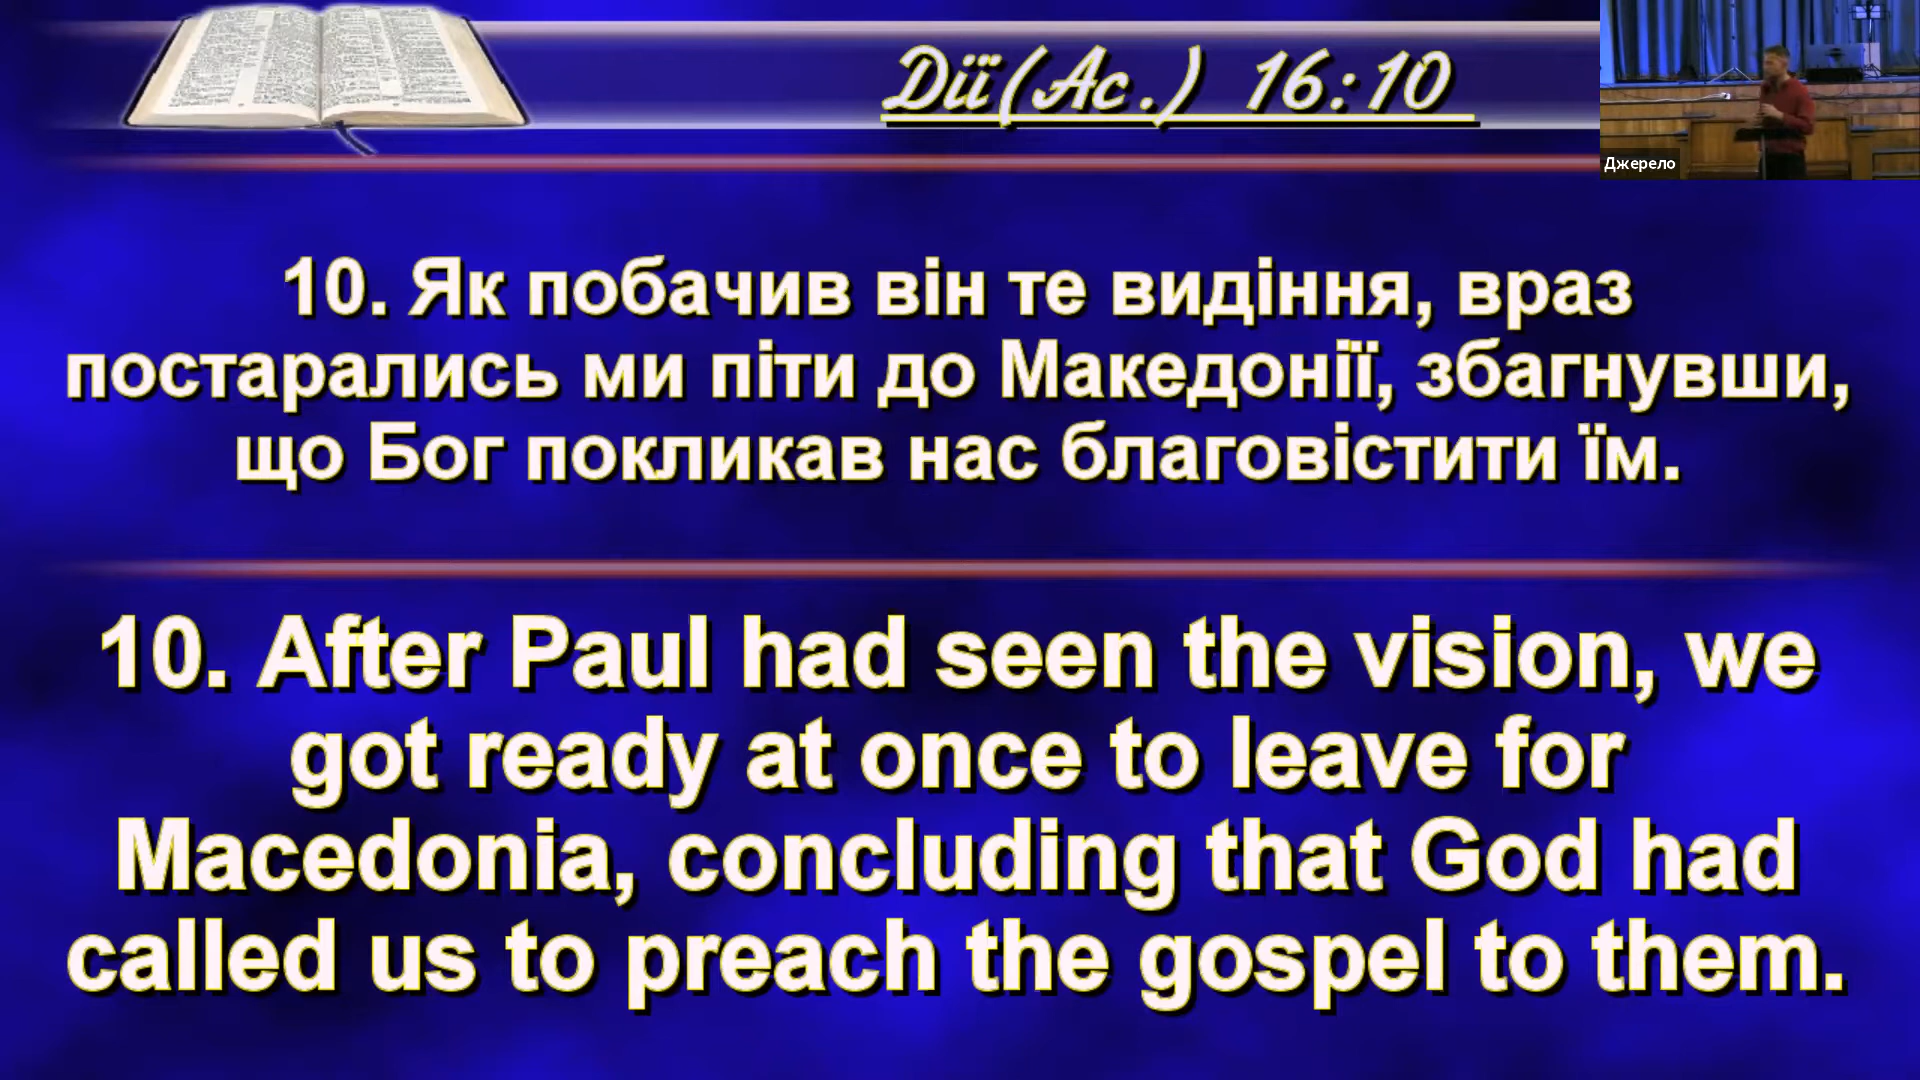 Дії(Ac.) 16:10
Джерело
10. Як побачив він те видіння, враз
постарались ми піти до Македонії, збагнувши,
що Бог покликав нас благовістити їм.
10. After Paul had seen the vision, we
got ready at once to leave for
Macedonia, concluding that God had
called us to preach the gospel to them.